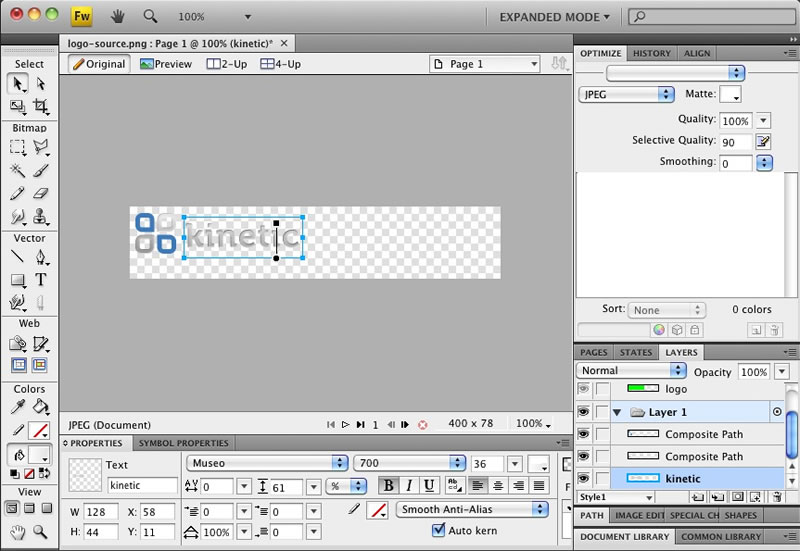 Fw 100% EXPANDED MODE
logo-source.png : Page 1 @ 100% (kinetic)*
Original Preview 2-Up 4-Up Page 1
Select
Bitmap
Vector
T
Web
Colors
View
kinetic
JPEG (Document) 1 400 x 78 100%
PROPERTIES SYMBOL PROPERTIES
Text
kinetic
W 128 X: 58
H: 44 Y: 11
Museo 700 36
AV 0 61 % B I U
100% 0 0 Smooth Anti-Alias
Auto kern
OPTIMIZE HISTORY ALIGN
JPEG Matte:
Quality: 100%
Selective Quality: 90
Smoothing: 0
Sort: None 0 colors
PAGES STATES LAYERS
Normal Opacity 100%
logo
Layer 1
Composite Path
Composite Path
kinetic
Style1
PATH IMAGE EDIT SPECIAL CH SHAPES
DOCUMENT LIBRARY COMMON LIBRARY